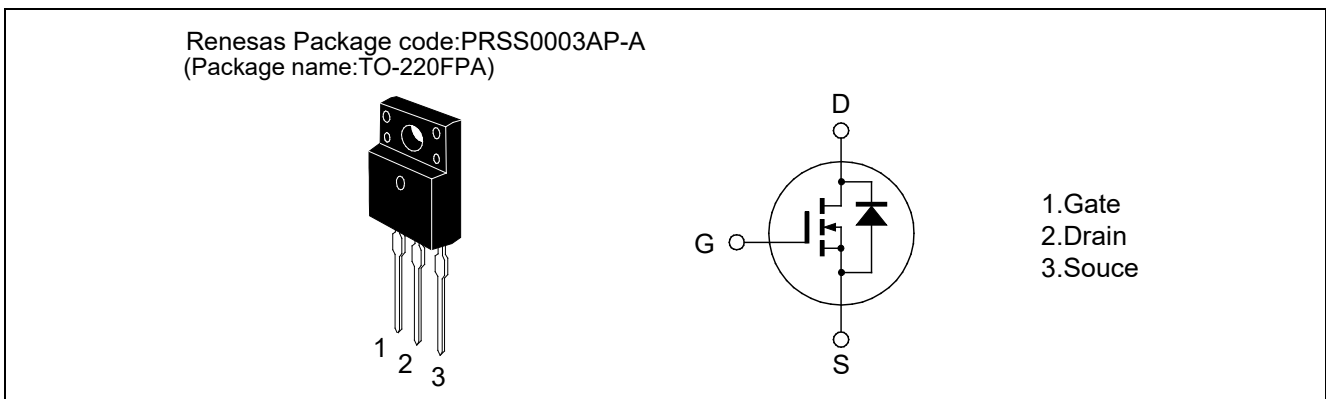 Renesas Package code:PRSS0003AP-A
(Package name:TO-220FPA)
1
2
3
D
G
S
1.Gate
2.Drain
3.Souce